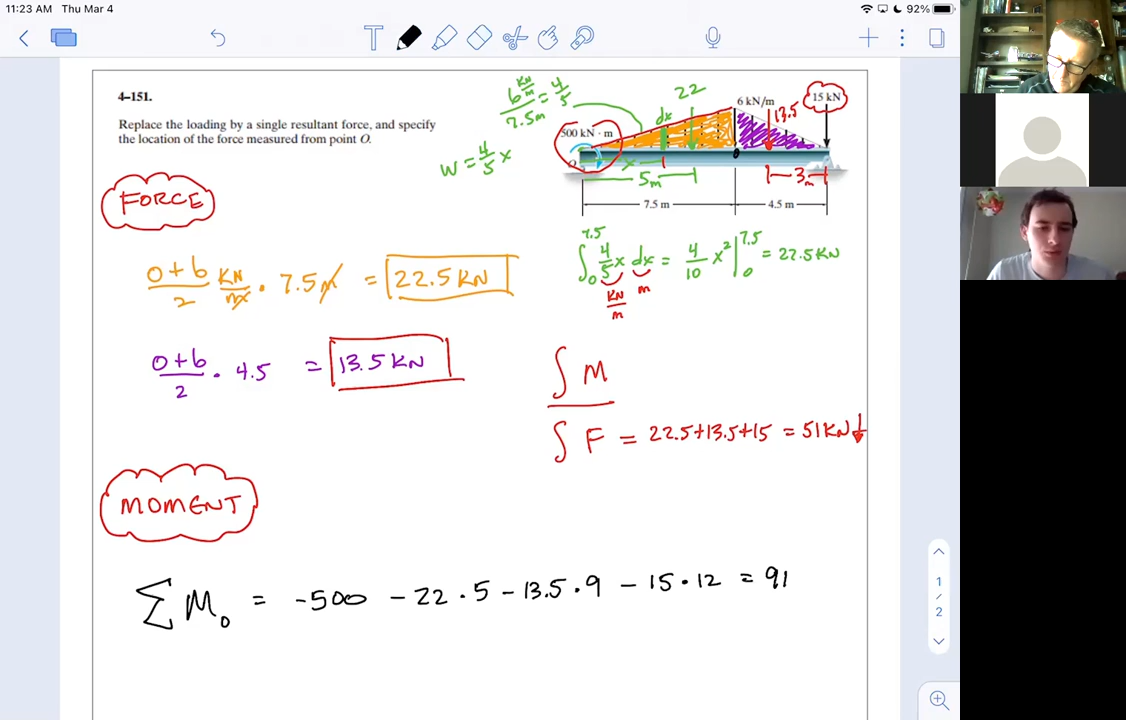 11:23 AM Thu Mar 4
92%
4–151.
Replace the loading by a single resultant force, and specify
the location of the force measured from point O.
6 kN/m / 7.5m = 4/5
w = 4/5 x
500 kN · m
dx
22
6 kN/m
13.5
15 kN
O
x
5m
3m
7.5 m
4.5 m
FORCE
0+6/2 KN/m · 7.5m = 22.5 KN
∫₀^7.5 4/5 x dx = 4/10 x² |₀^7.5 = 22.5 KN
KN/m
m
0+6/2 · 4.5 = 13.5 KN
∫ M
∫ F = 22.5+13.5+15 = 51KN ↓
MOMENT
∑ M₀ = -500 - 22 · 5 - 13.5 · 9 - 15 · 12 = 91
1
/
2